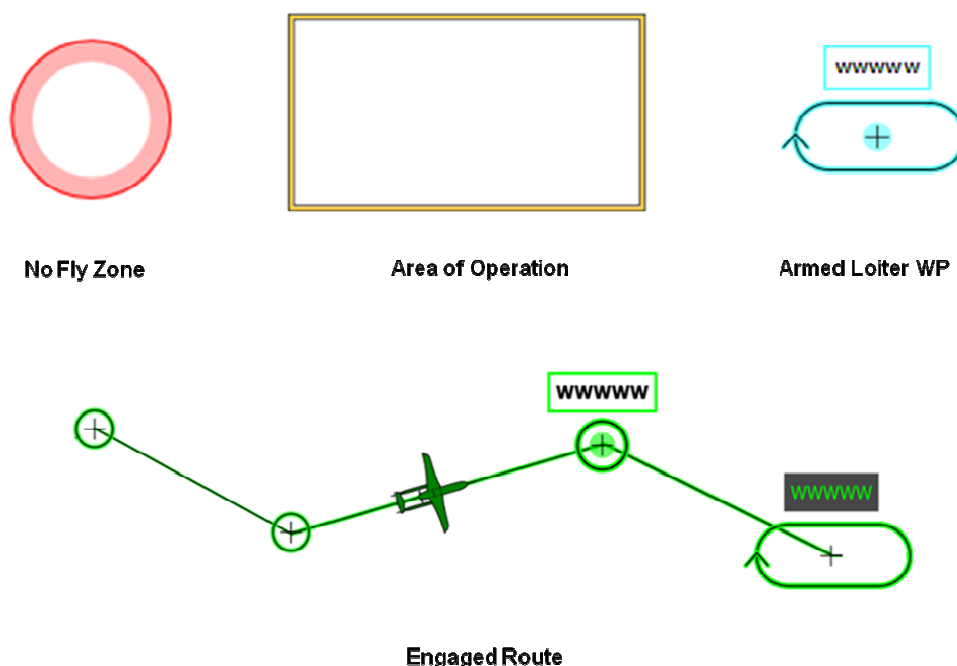 wwwww
No Fly Zone
Area of Operation
Armed Loiter WP
wwwww
wwwww
Engaged Route